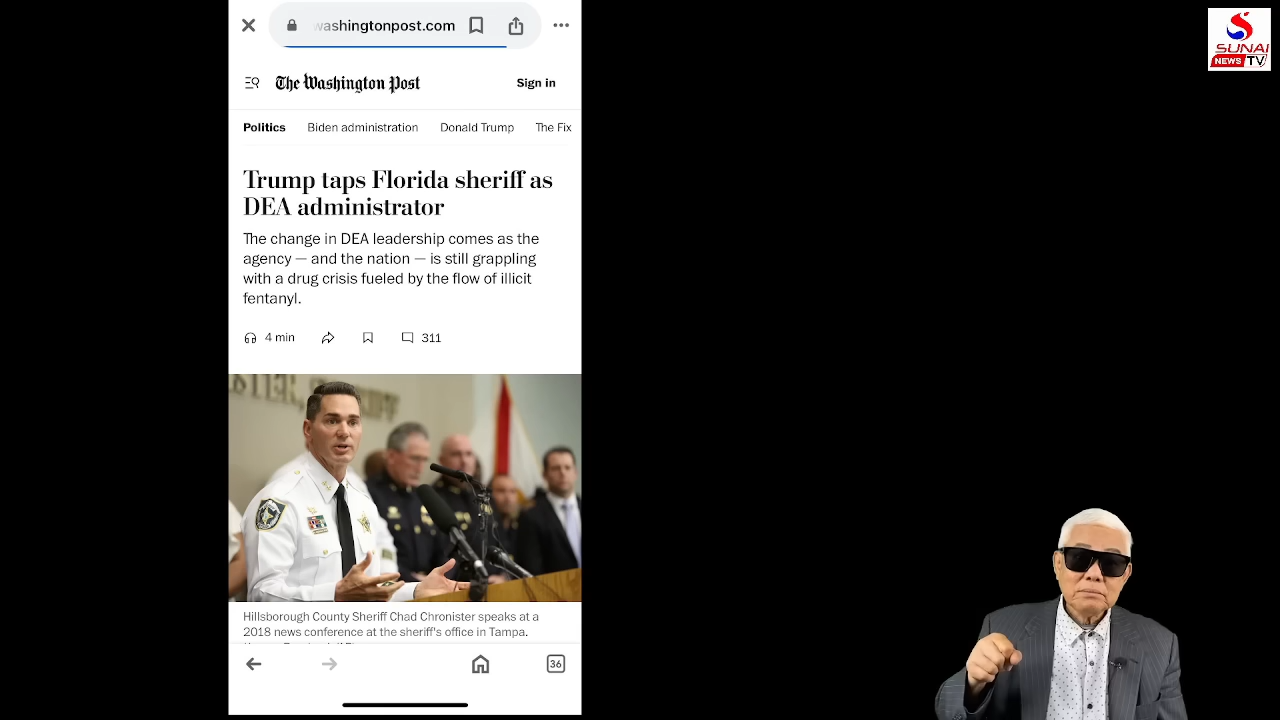 washingtonpost.com
The Washington Post
Sign in
Politics Biden administration Donald Trump The Fix
Trump taps Florida sheriff as
DEA administrator
The change in DEA leadership comes as the
agency — and the nation — is still grappling
with a drug crisis fueled by the flow of illicit
fentanyl.
4 min 311
Hillsborough County Sheriff Chad Chronister speaks at a
2018 news conference at the sheriff's office in Tampa.
36
SUNAI
NEWS TV